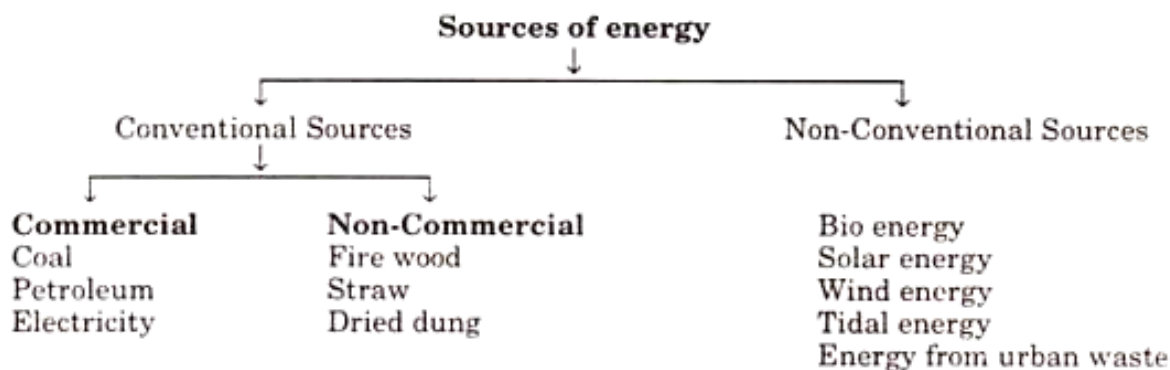 Sources of energy
Conventional Sources
Non-Conventional Sources
Commercial
Coal
Petroleum
Electricity
Non-Commercial
Fire wood
Straw
Dried dung
Bio energy
Solar energy
Wind energy
Tidal energy
Energy from urban waste